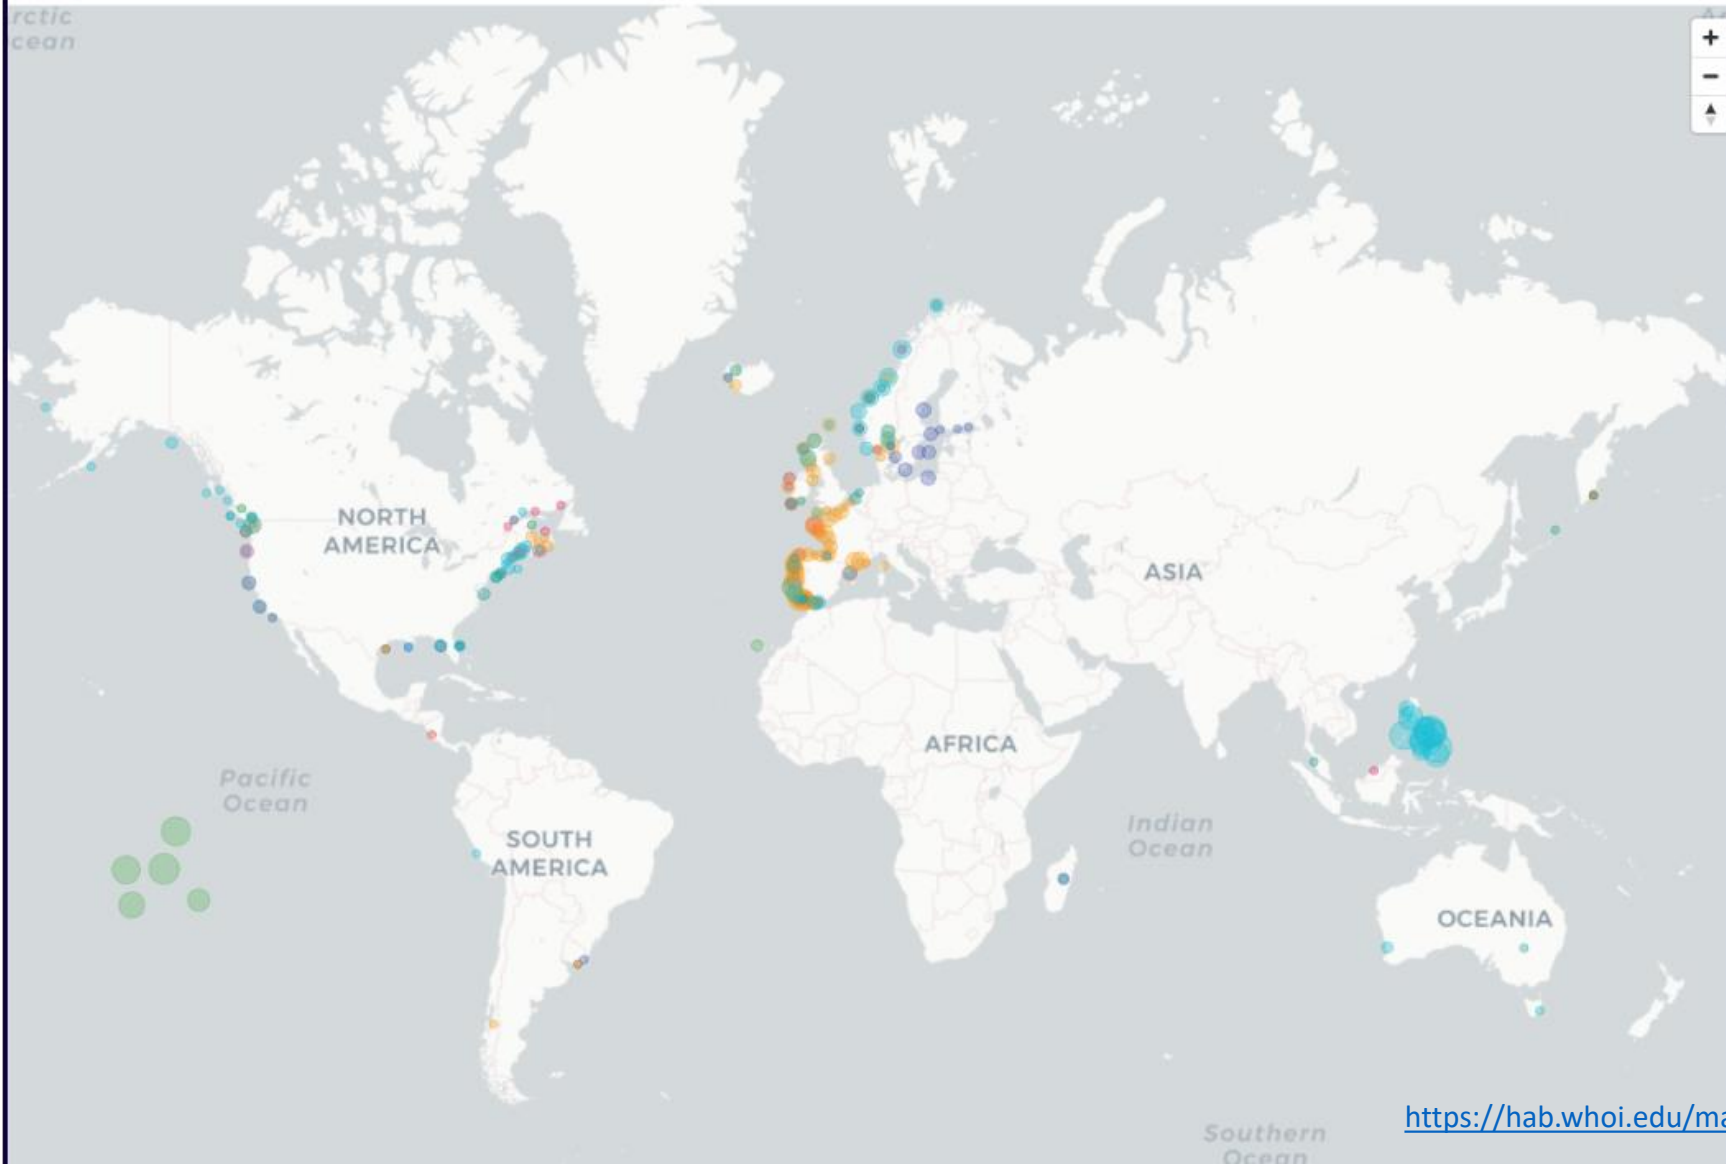 rctic
cean
+
−
NORTH
AMERICA
ASIA
AFRICA
Pacific
Ocean
Indian
Ocean
SOUTH
AMERICA
OCEANIA
https://hab.whoi.edu/ma
Southern
Ocean